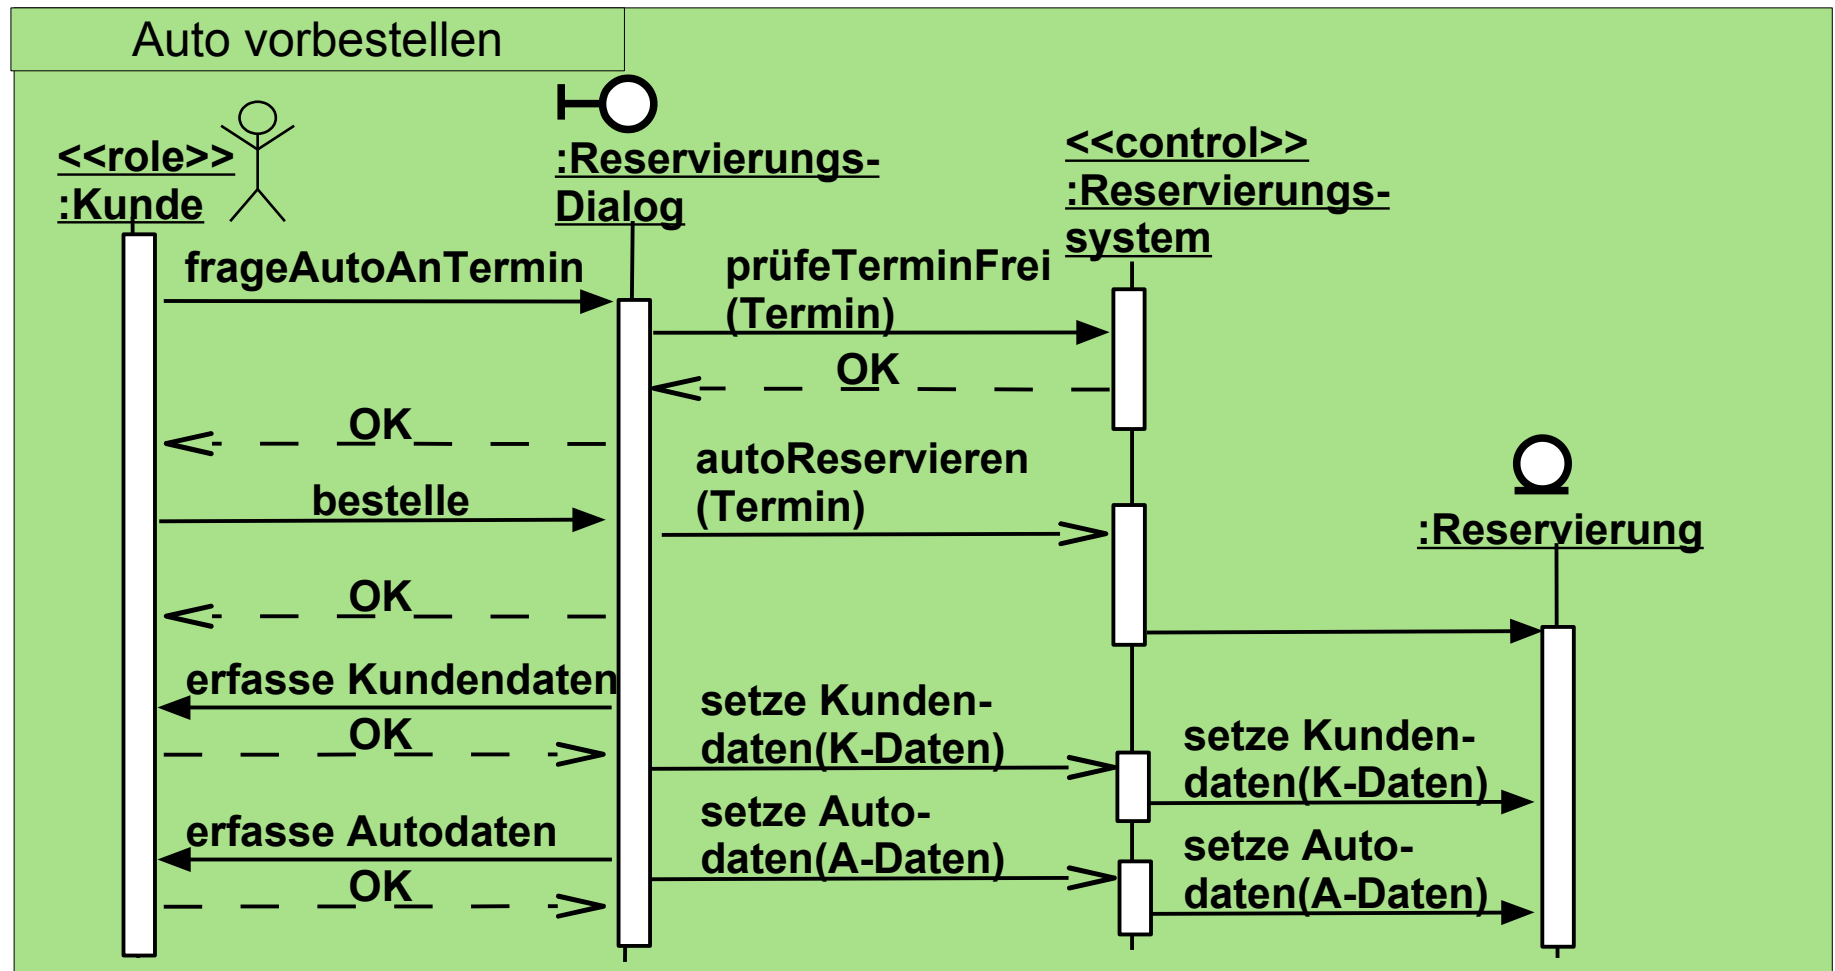 Auto vorbestellen
<<role>>
:Kunde
:Reservierungs-
Dialog
<<control>>
:Reservierungs-
system
frageAutoAnTermin
prüfeTerminFrei
(Termin)
OK
OK
autoReservieren
(Termin)
bestelle
:Reservierung
OK
erfasse Kundendaten
OK
setze Kunden-
daten(K-Daten)
setze Kunden-
daten(K-Daten)
erfasse Autodaten
OK
setze Auto-
daten(A-Daten)
setze Auto-
daten(A-Daten)